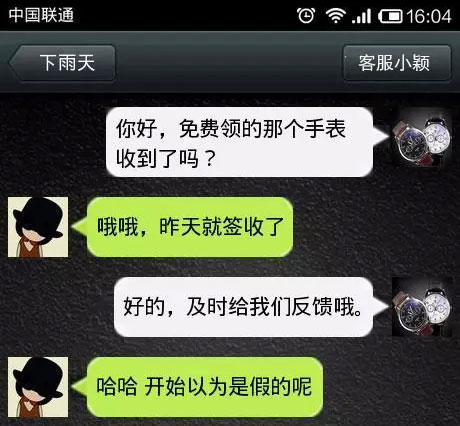 中国联通 16:04
下雨天 客服小颖
你好，免费领的那个手表
收到了吗？
哦哦，昨天就签收了
好的，及时给我们反馈哦。
哈哈 开始以为是假的呢